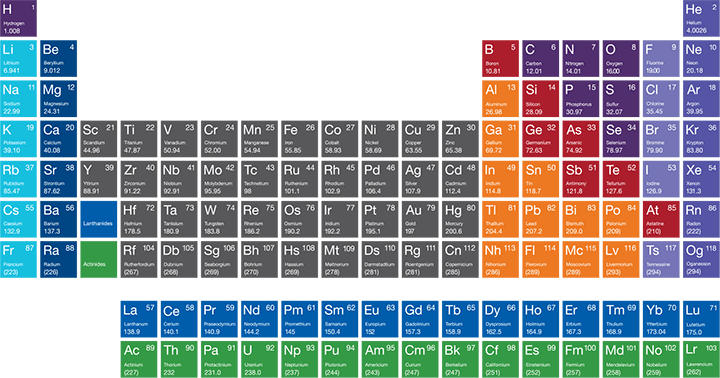 H 1 He 2
Hydrogen Helium
1.008 4.0026
Li 3 Be 4 B 5 C 6 N 7 O 8 F 9 Ne 10
Lithium Beryllium Boron Carbon Nitrogen Oxygen Fluorine Neon
6.941 9.012 10.81 12.01 14.01 16.00 19.00 20.18
Na 11 Mg 12 Al 13 Si 14 P 15 S 16 Cl 17 Ar 18
Sodium Magnesium Aluminum Silicon Phosphorus Sulfur Chlorine Argon
22.99 24.31 26.98 28.09 30.97 32.07 35.45 39.95
K 19 Ca 20 Sc 21 Ti 22 V 23 Cr 24 Mn 25 Fe 26 Co 27 Ni 28 Cu 29 Zn 30 Ga 31 Ge 32 As 33 Se 34 Br 35 Kr 36
Potassium Calcium Scandium Titanium Vanadium Chromium Manganese Iron Cobalt Nickel Copper Zinc Gallium Germanium Arsenic Selenium Bromine Krypton
39.10 40.08 44.96 47.87 50.94 52.00 54.94 55.85 58.93 58.69 63.55 65.38 69.72 72.63 74.92 78.97 79.90 83.80
Rb 37 Sr 38 Y 39 Zr 40 Nb 41 Mo 42 Tc 43 Ru 44 Rh 45 Pd 46 Ag 47 Cd 48 In 49 Sn 50 Sb 51 Te 52 I 53 Xe 54
Rubidium Strontium Yttrium Zirconium Niobium Molybdenum Technetium Ruthenium Rhodium Palladium Silver Cadmium Indium Tin Antimony Tellurium Iodine Xenon
85.47 87.62 88.91 91.22 92.91 95.95 98 101.1 102.9 106.4 107.9 112.4 114.8 118.7 121.8 127.6 126.9 131.3
Cs 55 Ba 56 Lanthanides Hf 72 Ta 73 W 74 Re 75 Os 76 Ir 77 Pt 78 Au 79 Hg 80 Tl 81 Pb 82 Bi 83 Po 84 At 85 Rn 86
Cesium Barium Hafnium Tantalum Tungsten Rhenium Osmium Iridium Platinum Gold Mercury Thallium Lead Bismuth Polonium Astatine Radon
132.9 137.3 178.5 180.9 183.8 186.2 190.2 192.2 195.1 197 200.6 204.4 207.2 209.0 (209) (210) (222)
Fr 87 Ra 88 Actinides Rf 104 Db 105 Sg 106 Bh 107 Hs 108 Mt 109 Ds 110 Rg 111 Cn 112 Nh 113 Fl 114 Mc 115 Lv 116 Ts 117 Og 118
Francium Radium Rutherfordium Dubnium Seaborgium Bohrium Hassium Meitnerium Darmstadtium Roentgenium Copernicium Nihonium Flerovium Moscovium Livermorium Tennessine Oganesson
(223) (226) (267) (268) (269) (270) (269) (278) (281) (281) (285) (286) (289) (289) (293) (294) (294)
La 57 Ce 58 Pr 59 Nd 60 Pm 61 Sm 62 Eu 63 Gd 64 Tb 65 Dy 66 Ho 67 Er 68 Tm 69 Yb 70 Lu 71
Lanthanum Cerium Praseodymium Neodymium Promethium Samarium Europium Gadolinium Terbium Dysprosium Holmium Erbium Thulium Ytterbium Lutetium
138.9 140.1 140.9 144.2 145 150.4 152 157.3 158.9 162.5 164.9 167.3 168.9 173.04 175.0
Ac 89 Th 90 Pa 91 U 92 Np 93 Pu 94 Am 95 Cm 96 Bk 97 Cf 98 Es 99 Fm 100 Md 101 No 102 Lr 103
Actinium Thorium Protactinium Uranium Neptunium Plutonium Americium Curium Berkelium Californium Einsteinium Fermium Mendelevium Nobelium Lawrencium
(227) 232 231.0 238.0 (237) (244) (243) (247) (247) (251) (252) (257) (258) (259) (262)